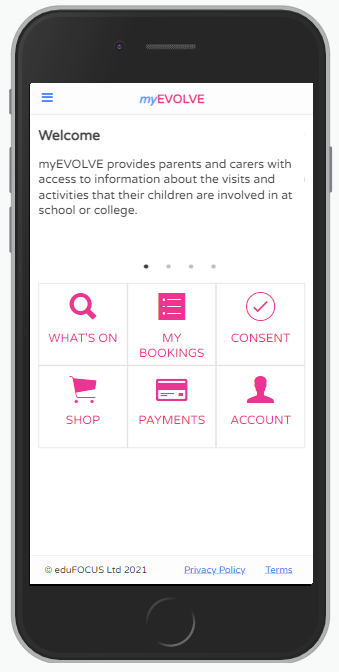 myEVOLVE
Welcome
myEVOLVE provides parents and carers with
access to information about the visits and
activities that their children are involved in at
school or college.
WHAT'S ON
MY
BOOKINGS
CONSENT
SHOP
PAYMENTS
ACCOUNT
© eduFOCUS Ltd 2021 Privacy Policy Terms